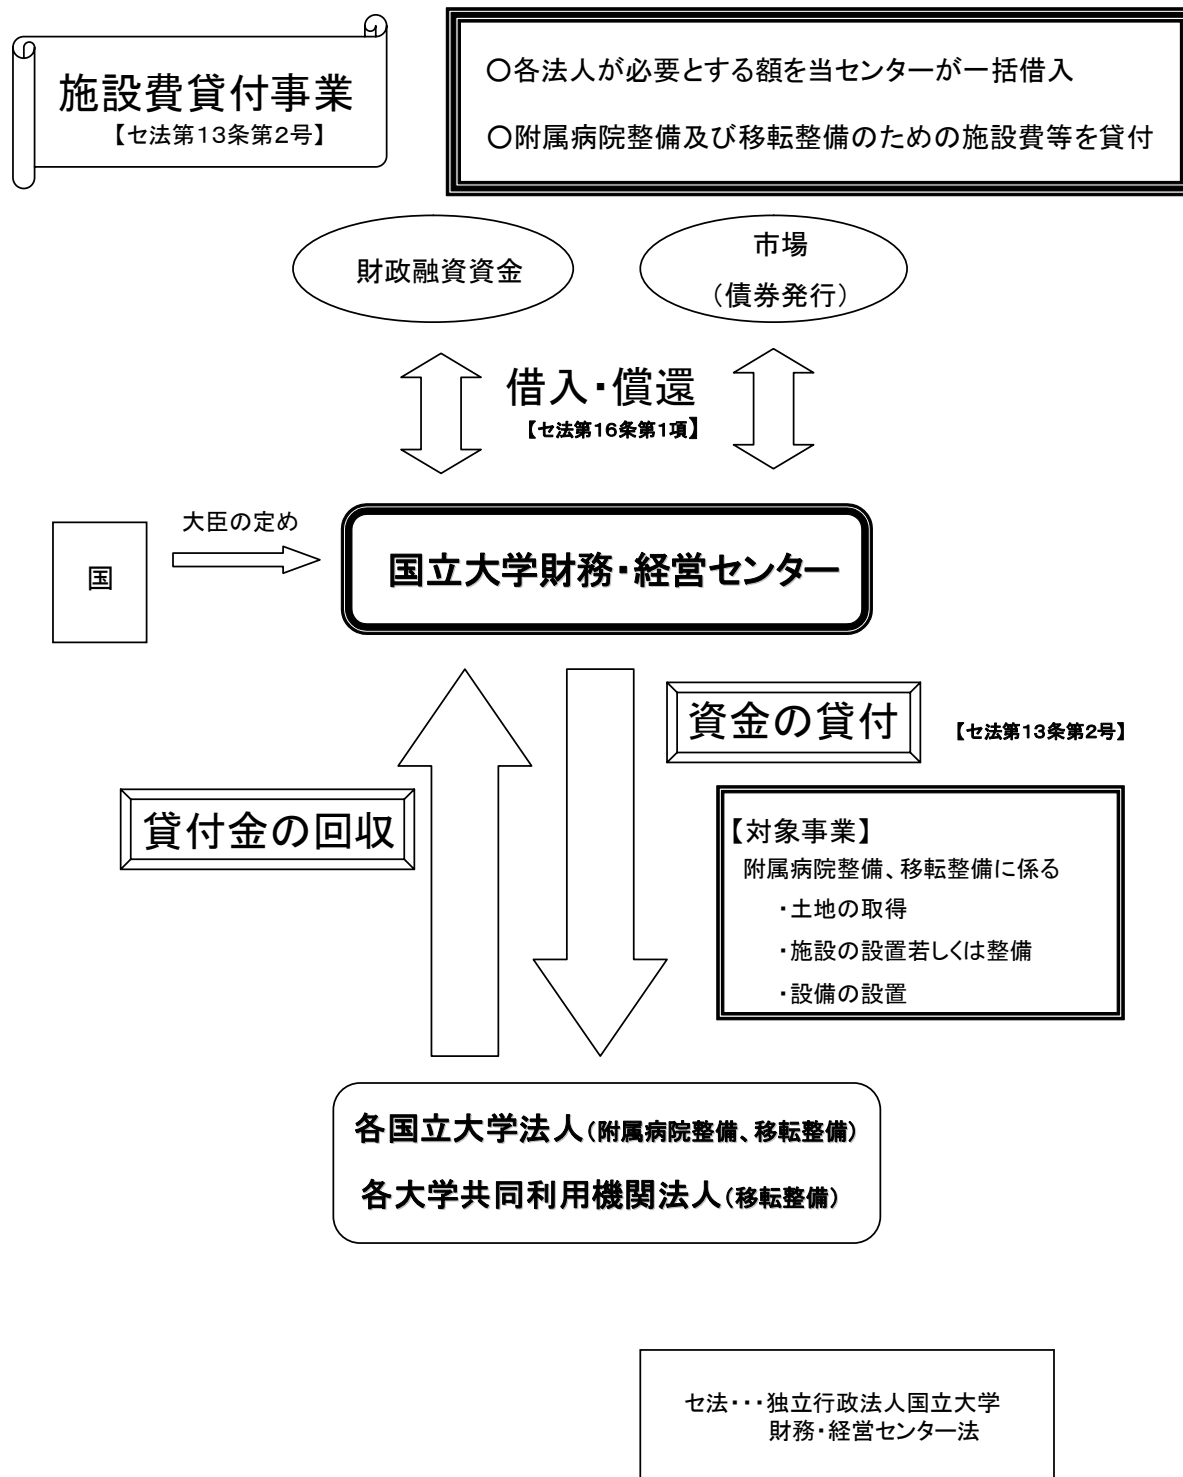 施設費貸付事業
【セ法第13条第2号】
〇各法人が必要とする額を当センターが一括借入
〇附属病院整備及び移転整備のための施設費等を貸付
財政融資資金
市場
（債券発行）
借入・償還
【セ法第16条第1項】
国
大臣の定め
国立大学財務・経営センター
資金の貸付
【セ法第13条第2号】
貸付金の回収
【対象事業】
附属病院整備、移転整備に係る
・土地の取得
・施設の設置若しくは整備
・設備の設置
各国立大学法人（附属病院整備、移転整備）
各大学共同利用機関法人（移転整備）
セ法・・・独立行政法人国立大学
財務・経営センター法